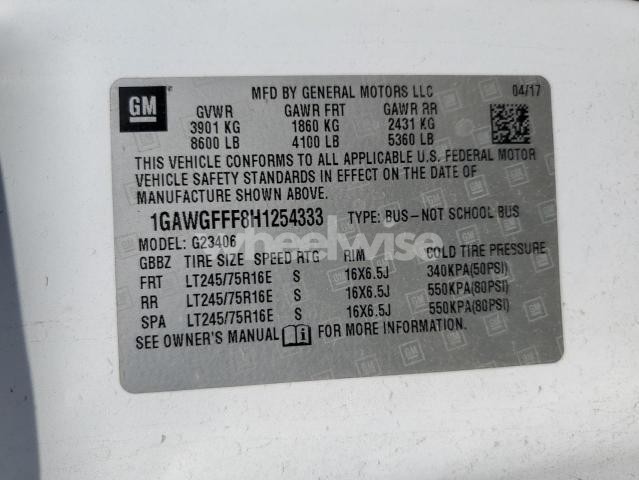 GM
MFD BY GENERAL MOTORS LLC 04/17
GVWR GAWR FRT GAWR RR
3901 KG 1860 KG 2431 KG
8600 LB 4100 LB 5360 LB
THIS VEHICLE CONFORMS TO ALL APPLICABLE U.S. FEDERAL MOTOR
VEHICLE SAFETY STANDARDS IN EFFECT ON THE DATE OF
MANUFACTURE SHOWN ABOVE.
1GAWGFFF8H1254333 TYPE: BUS–NOT SCHOOL BUS
MODEL: G23406
GBBZ TIRE SIZE SPEED RTG RIM COLD TIRE PRESSURE
FRT LT245/75R16E S 16X6.5J 340KPA(50PSI)
RR LT245/75R16E S 16X6.5J 550KPA(80PSI)
SPA LT245/75R16E S 16X6.5J 550KPA(80PSI)
SEE OWNER'S MANUAL FOR MORE INFORMATION.
wheelwise